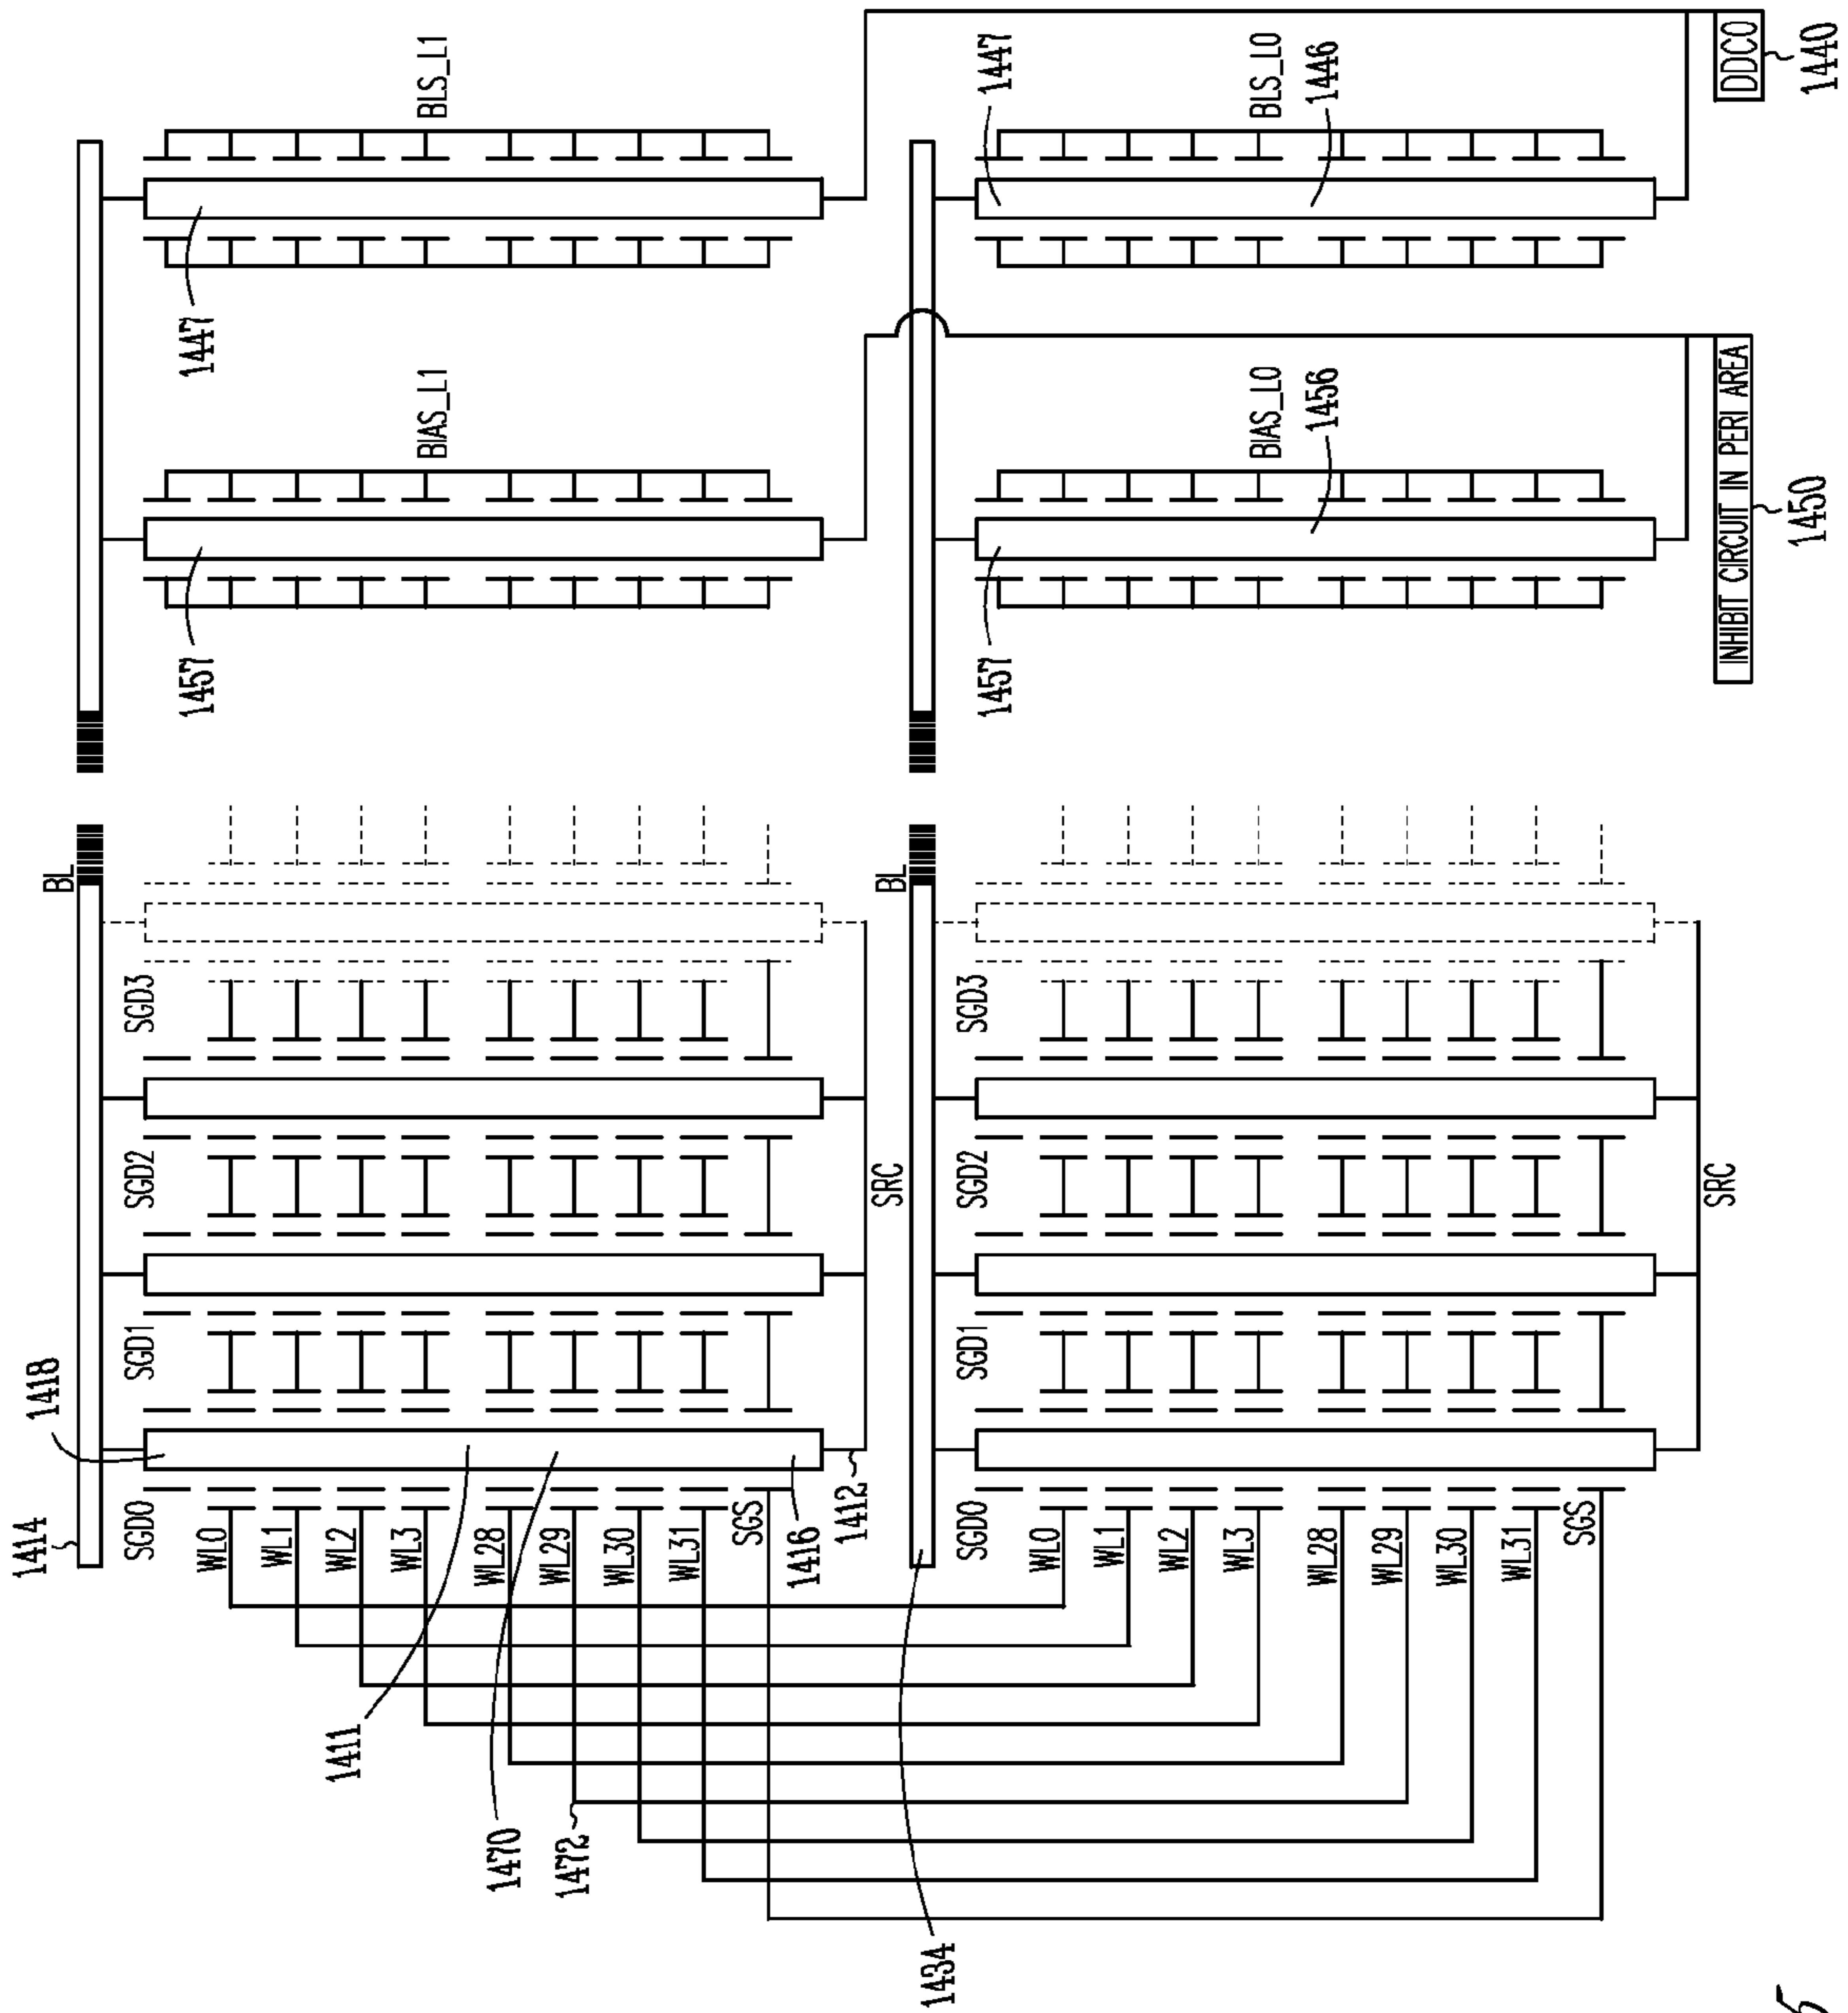 1414
1418
BL
SGD0
SGD1
SGD2
SGD3
WL0
WL1
WL2
WL3
WL28
WL29
WL30
WL31
SGS
1411
1470
1472
1416
1412
SRC
1457
BIAS_L1
1447
BLS_L1
1434
BL
SGD0
SGD1
SGD2
SGD3
WL0
WL1
WL2
WL3
WL28
WL29
WL30
WL31
SGS
SRC
1457
BIAS_L0
1456
1447
BLS_L0
1446
INHIBIT CIRCUIT IN PERI AREA
1450
DDC0
1440
5